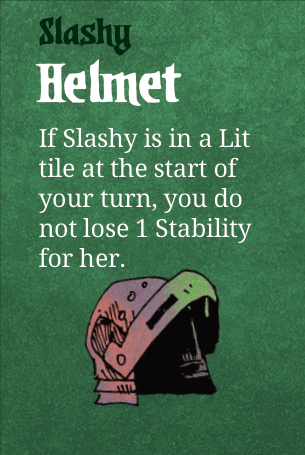 Slashy
Helmet
If Slashy is in a Lit
tile at the start of
your turn, you do
not lose 1 Stability
for her.